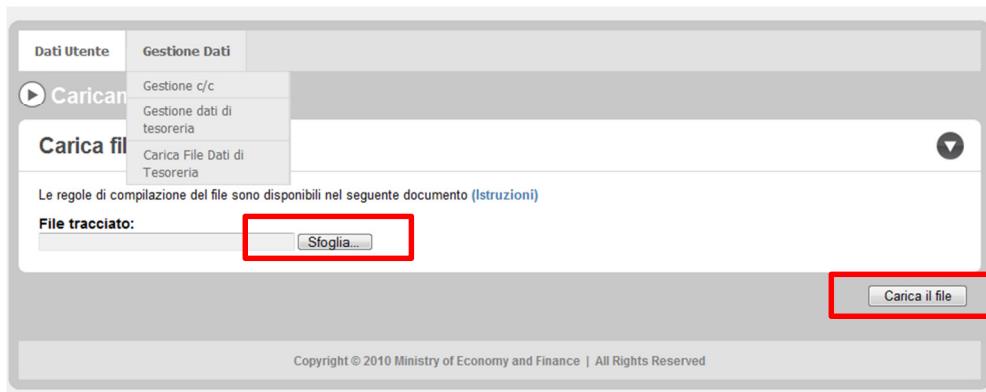 Dati Utente Gestione Dati
Gestione c/c
Carican
Gestione dati di
tesoreria
Carica fil
Carica File Dati di
Tesoreria
Le regole di compilazione del file sono disponibili nel seguente documento (Istruzioni)
File tracciato:
Sfoglia...
Carica il file
Copyright © 2010 Ministry of Economy and Finance | All Rights Reserved